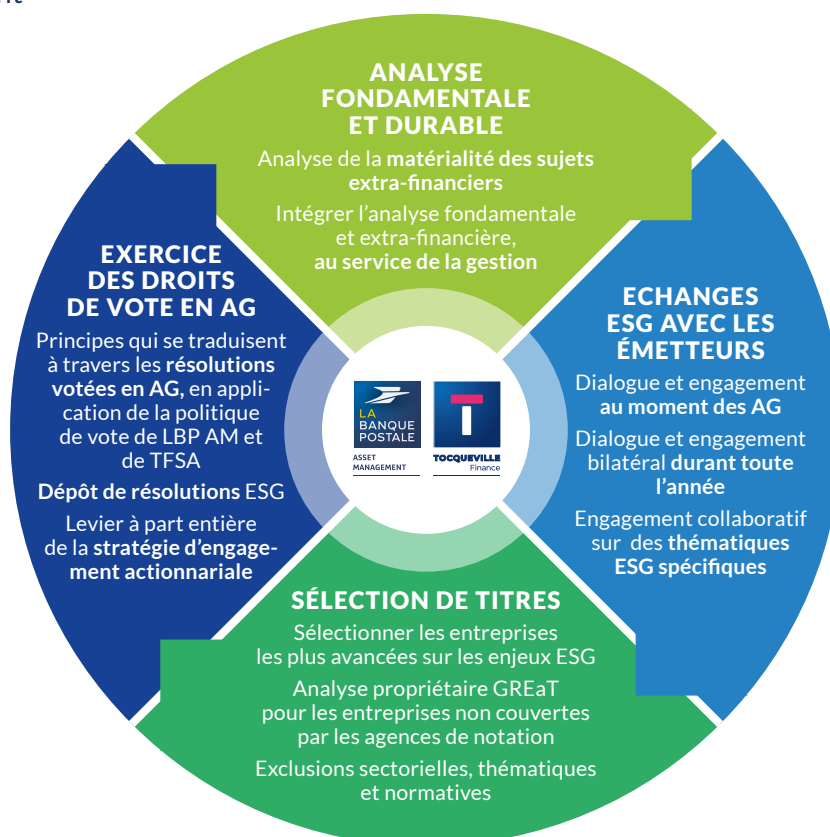 ANALYSE
FONDAMENTALE
ET DURABLE
Analyse de la matérialité des sujets
extra-financiers
Intégrer l'analyse fondamentale
et extra-financière,
au service de la gestion
EXERCICE
DES DROITS
DE VOTE EN AG
Principes qui se traduisent
à travers les résolutions
votées en AG, en appli-
cation de la politique
de vote de LBP AM et
de TFSA
Dépôt de résolutions ESG
Levier à part entière
de la stratégie d'engage-
ment actionnariale
ECHANGES
ESG AVEC LES
ÉMETTEURS
Dialogue et engagement
au moment des AG
Dialogue et engagement
bilatéral durant toute
l'année
Engagement collaboratif
sur des thématiques
ESG spécifiques
LA
BANQUE
POSTALE
ASSET
MANAGEMENT
TOCQUEVILLE
Finance
SÉLECTION DE TITRES
Sélectionner les entreprises
les plus avancées sur les enjeux ESG
Analyse propriétaire GREaT
pour les entreprises non couvertes
par les agences de notation
Exclusions sectorielles, thématiques
et normatives